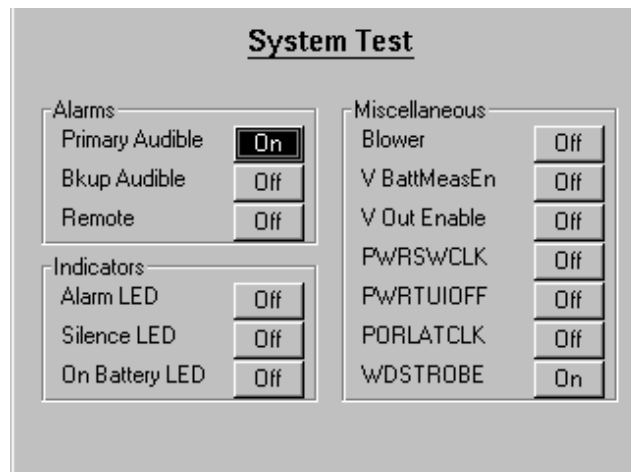 System Test
Alarms
Primary Audible On
Bkup Audible Off
Remote Off
Indicators
Alarm LED Off
Silence LED Off
On Battery LED Off
Miscellaneous
Blower Off
V BattMeasEn Off
V Out Enable Off
PWRSWCLK Off
PWRTUIOFF Off
PORLATCLK Off
WDSTROBE On